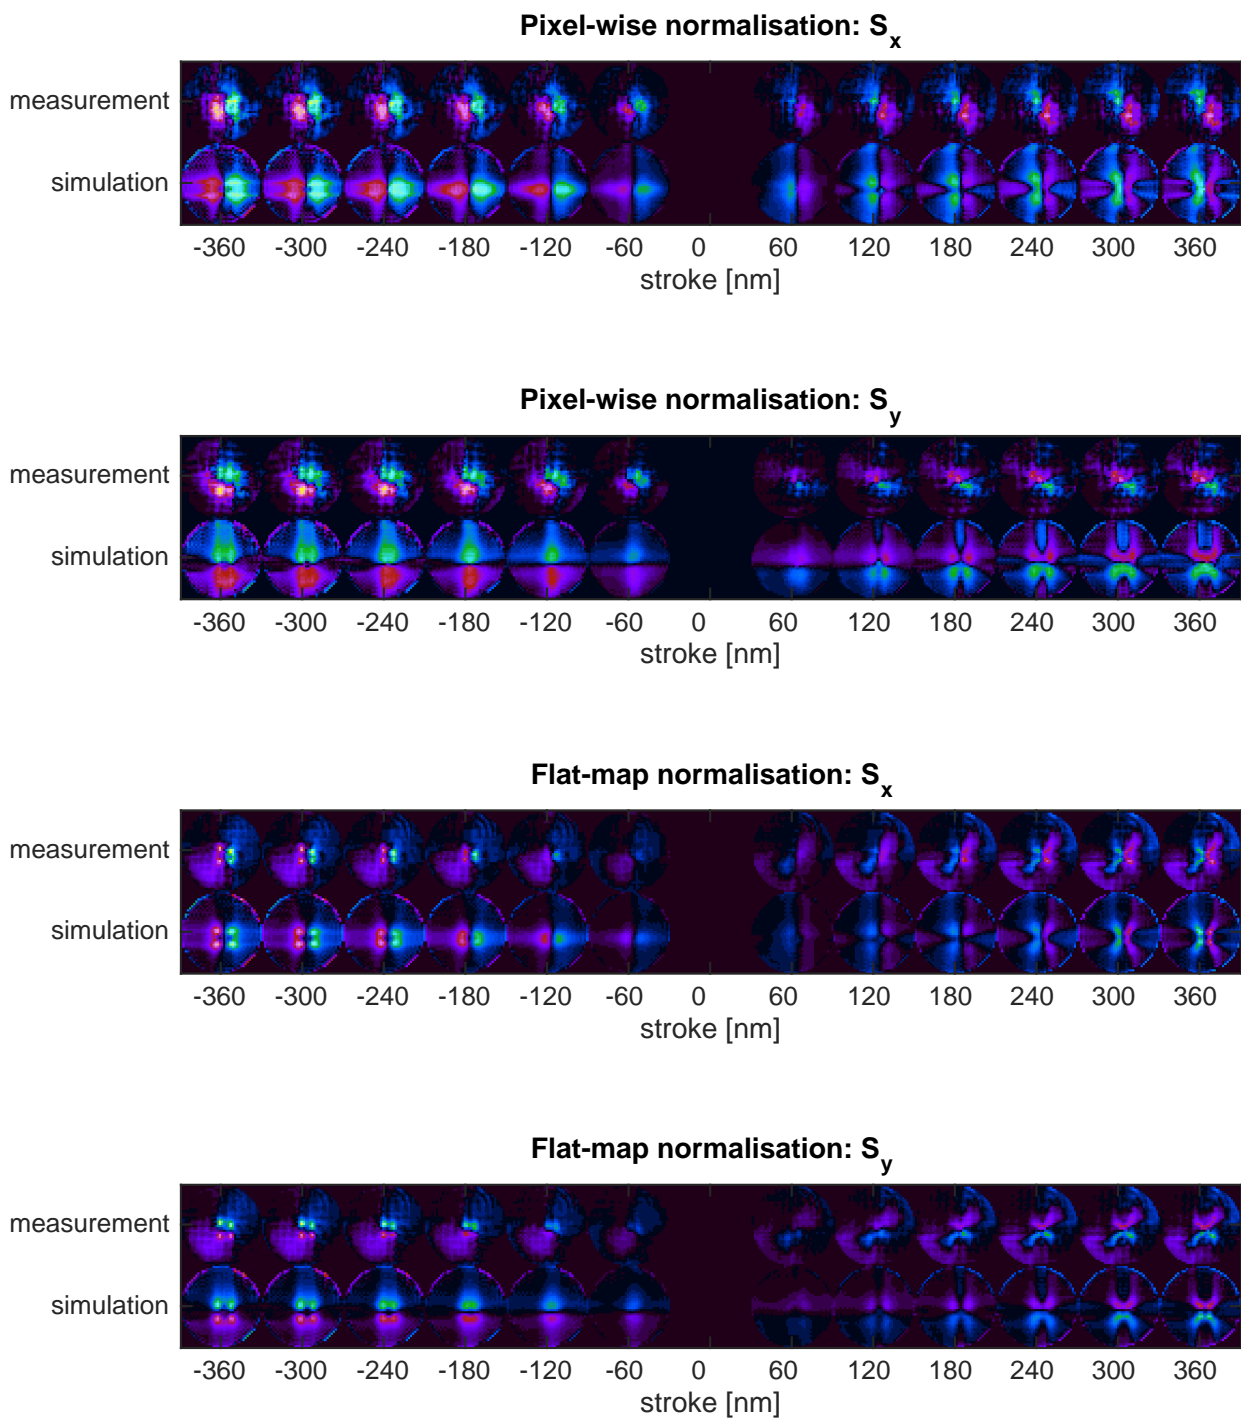 Pixel-wise normalisation: Sx
measurement
simulation
-360 -300 -240 -180 -120 -60 0 60 120 180 240 300 360
stroke [nm]
Pixel-wise normalisation: Sy
measurement
simulation
-360 -300 -240 -180 -120 -60 0 60 120 180 240 300 360
stroke [nm]
Flat-map normalisation: Sx
measurement
simulation
-360 -300 -240 -180 -120 -60 0 60 120 180 240 300 360
stroke [nm]
Flat-map normalisation: Sy
measurement
simulation
-360 -300 -240 -180 -120 -60 0 60 120 180 240 300 360
stroke [nm]